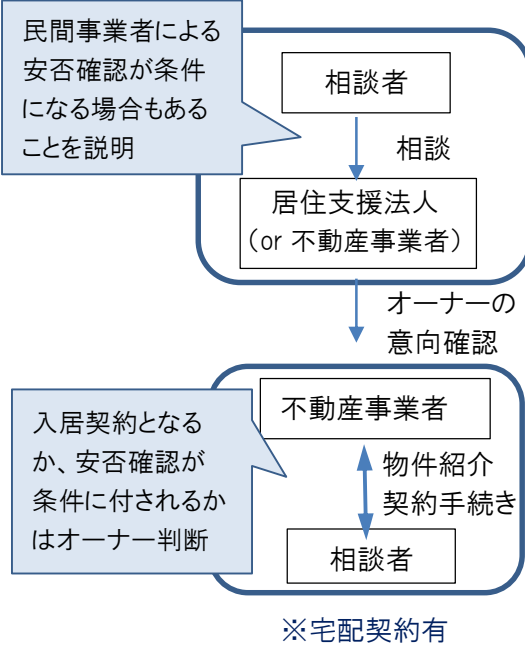 民間事業者による
安否確認が条件
になる場合もある
ことを説明
相談者
相談
居住支援法人
（or 不動産事業者）
オーナーの
意向確認
不動産事業者
入居契約となる
か、安否確認が
条件に付されるか
はオーナー判断
物件紹介
契約手続き
相談者
※宅配契約有